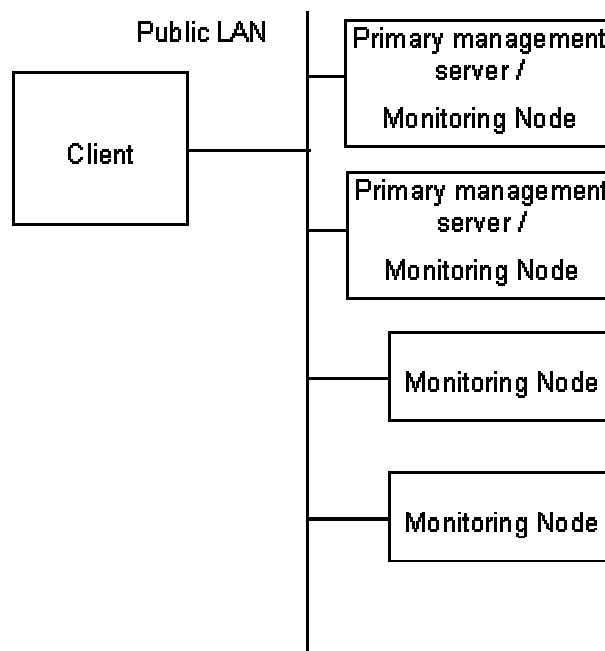 Public LAN
Client
Primary management
server /
Monitoring Node
Primary management
server /
Monitoring Node
Monitoring Node
Monitoring Node